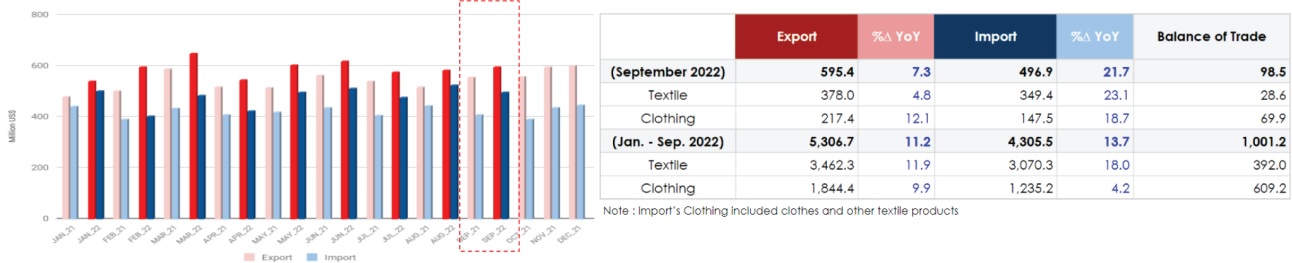 800
600
400
200
0
Million US$
JAN_21
JAN_22
FEB_21
FEB_22
MAR_21
MAR_22
APR_21
APR_22
MAY_21
MAY_22
JUN_21
JUN_22
JUL_21
JUL_22
AUG_21
AUG_22
SEP_21
SEP_22
OCT_21
NOV_21
DEC_21
Export Import
Export %Δ YoY Import %Δ YoY Balance of Trade
(September 2022) 595.4 7.3 496.9 21.7 98.5
Textile 378.0 4.8 349.4 23.1 28.6
Clothing 217.4 12.1 147.5 18.7 69.9
(Jan. - Sep. 2022) 5,306.7 11.2 4,305.5 13.7 1,001.2
Textile 3,462.3 11.9 3,070.3 18.0 392.0
Clothing 1,844.4 9.9 1,235.2 4.2 609.2
Note : Import's Clothing included clothes and other textile products